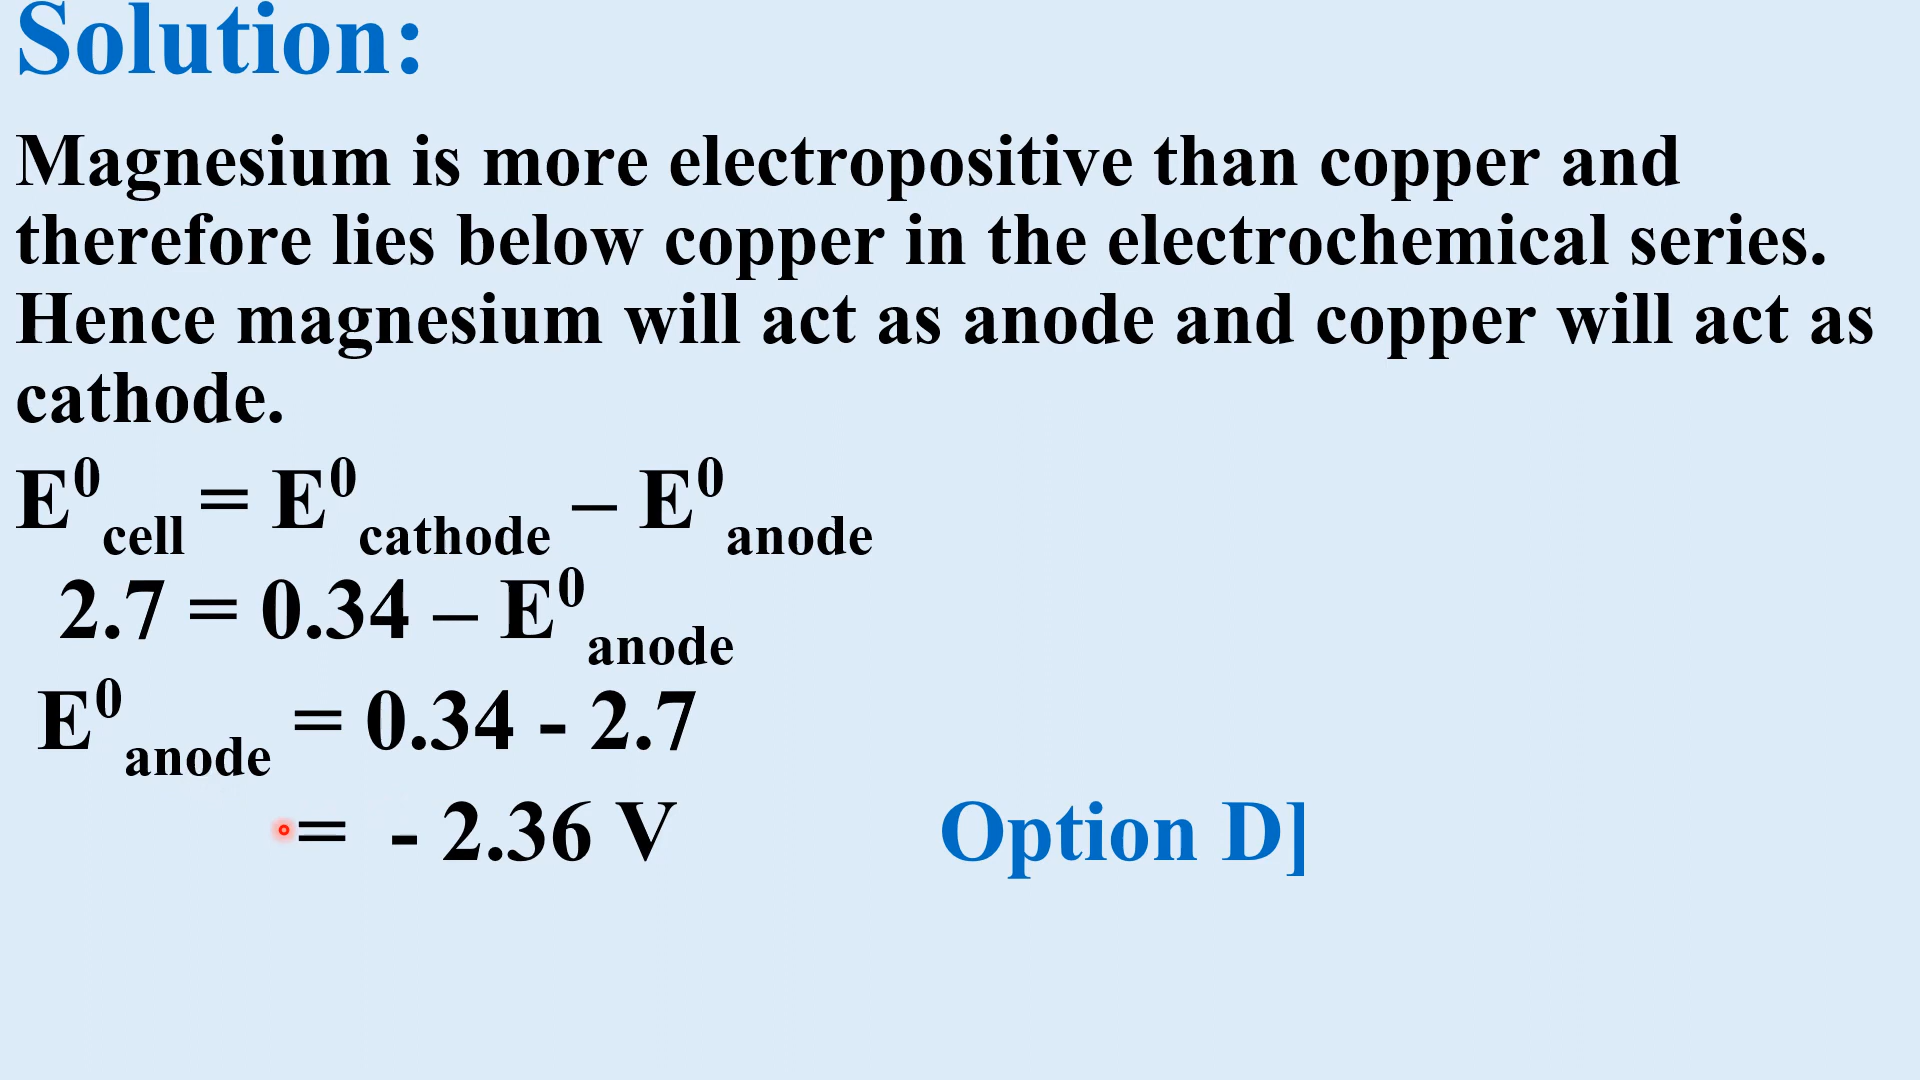 Solution:
Magnesium is more electropositive than copper and
therefore lies below copper in the electrochemical series.
Hence magnesium will act as anode and copper will act as
cathode.
E⁰cell = E⁰cathode – E⁰anode
2.7 = 0.34 – E⁰anode
E⁰anode = 0.34 - 2.7
= - 2.36 V Option D]